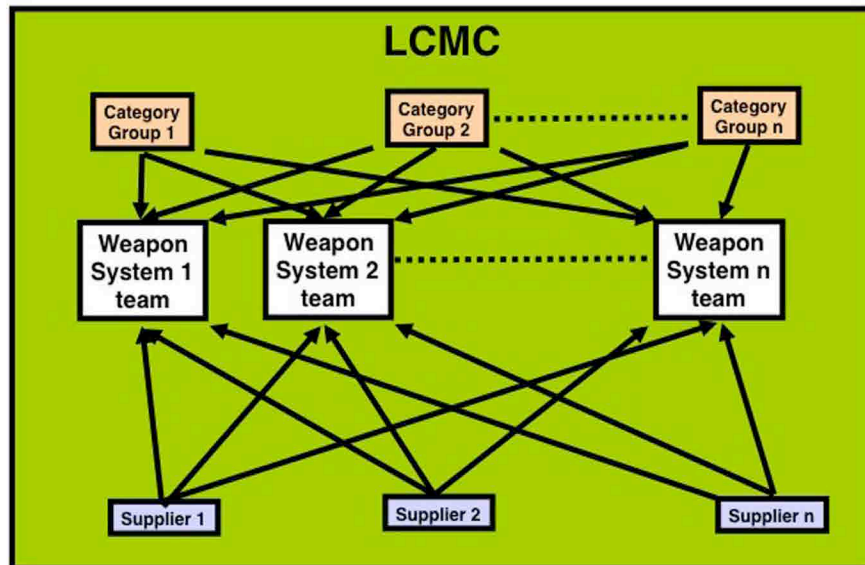 LCMC
Category
Group 1
Category
Group 2
Category
Group n
Weapon
System 1
team
Weapon
System 2
team
Weapon
System n
team
Supplier 1
Supplier 2
Supplier n